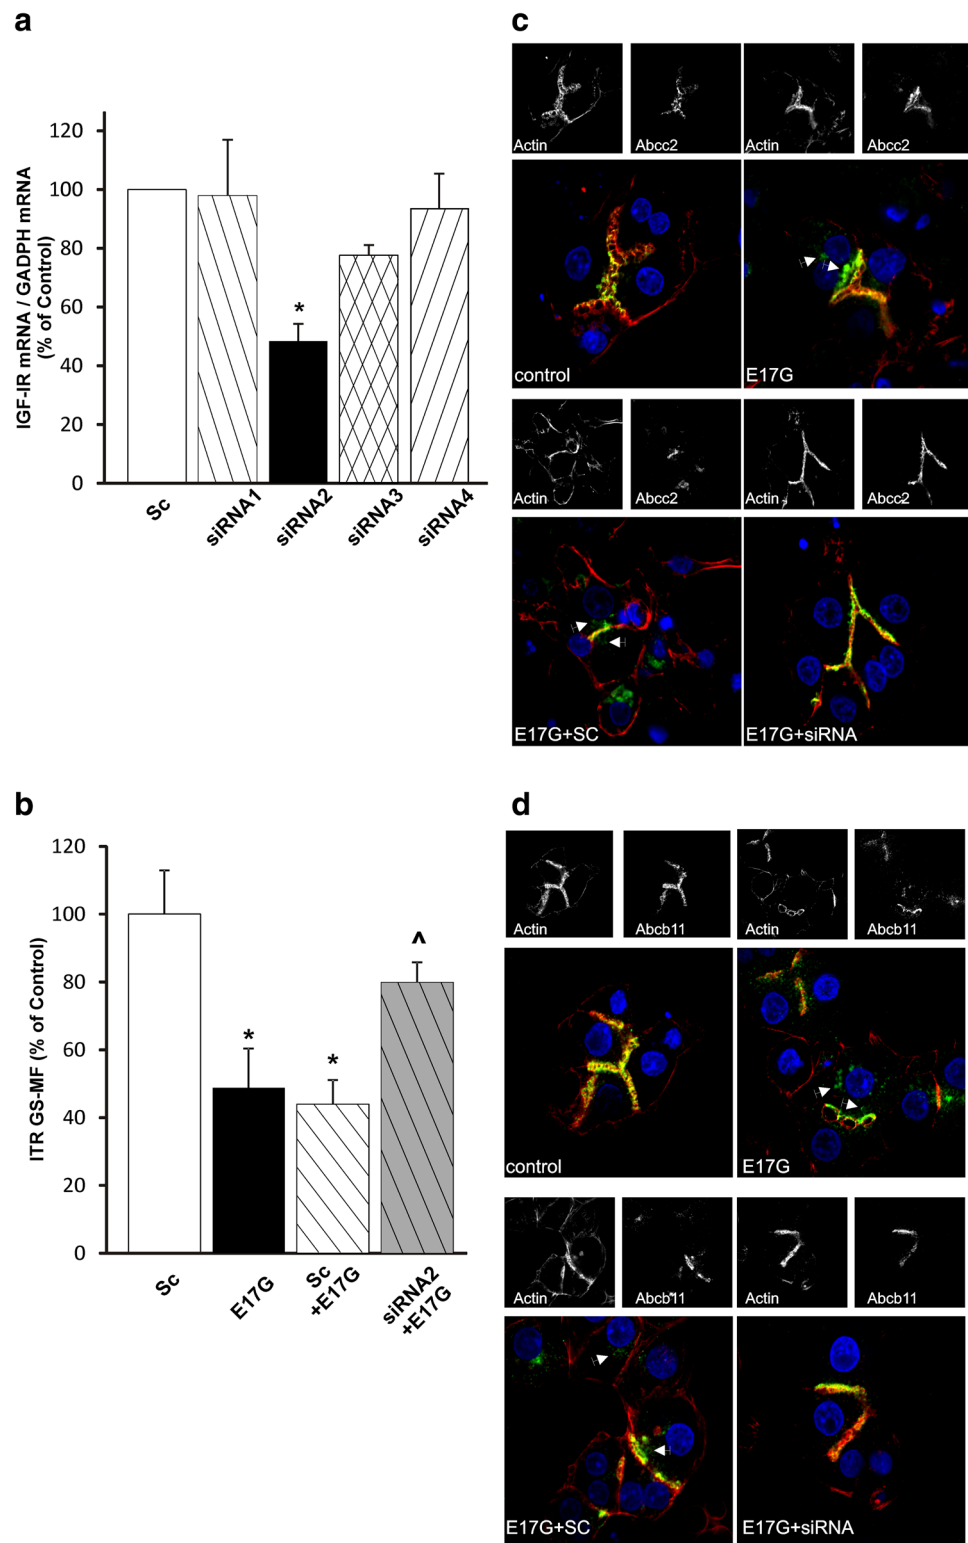 a
IGF-IR mRNA / GADPH mRNA
(% of Control)
120
100
80
60
40
20
0
*
Sc
siRNA1
siRNA2
siRNA3
siRNA4
b
ITR GS-MF (% of Control)
120
100
80
60
40
20
0
*
*
^
Sc
E17G
Sc
+E17G
siRNA2
+E17G
c
Actin
Abcc2
Actin
Abcc2
control
E17G
Actin
Abcc2
Actin
Abcc2
E17G+SC
E17G+siRNA
d
Actin
Abcb11
Actin
Abcb11
control
E17G
Actin
Abcb11
Actin
Abcb11
E17G+SC
E17G+siRNA